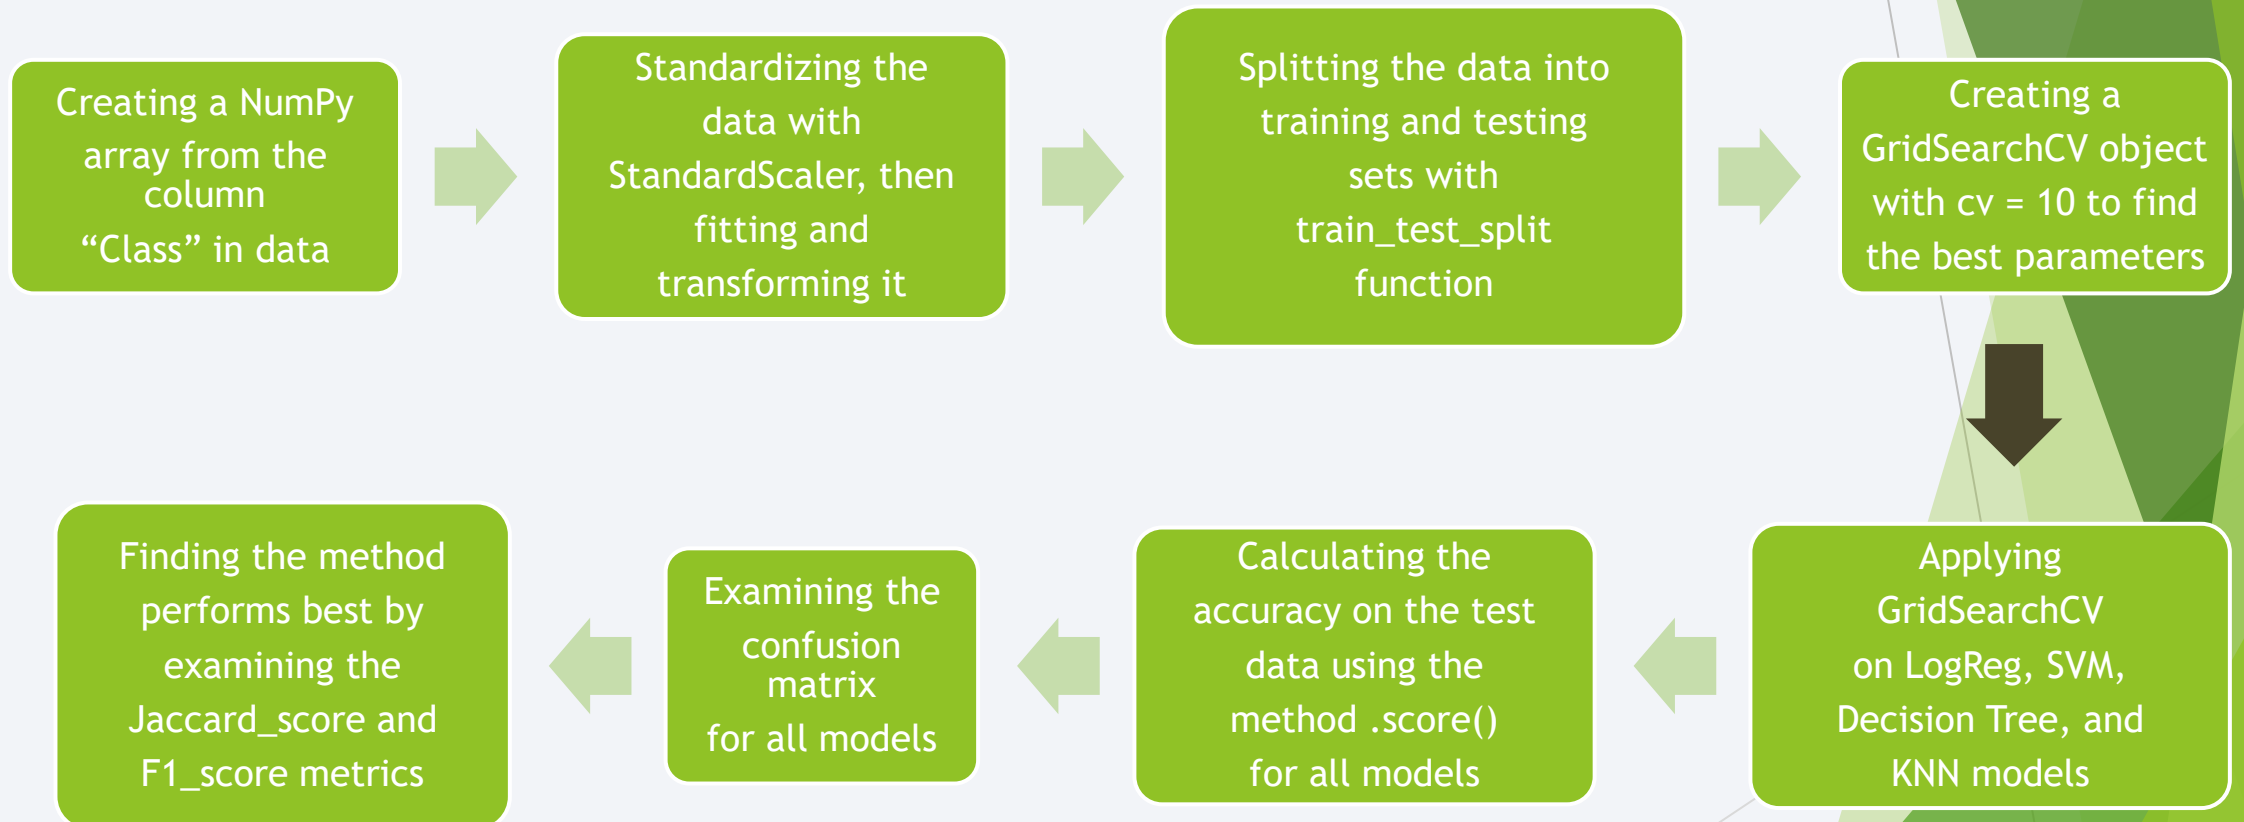 Creating a NumPy
array from the
column
“Class” in data
Standardizing the
data with
StandardScaler, then
fitting and
transforming it
Splitting the data into
training and testing
sets with
train_test_split
function
Creating a
GridSearchCV object
with cv = 10 to find
the best parameters
Applying
GridSearchCV
on LogReg, SVM,
Decision Tree, and
KNN models
Calculating the
accuracy on the test
data using the
method .score()
for all models
Examining the
confusion
matrix
for all models
Finding the method
performs best by
examining the
Jaccard_score and
F1_score metrics